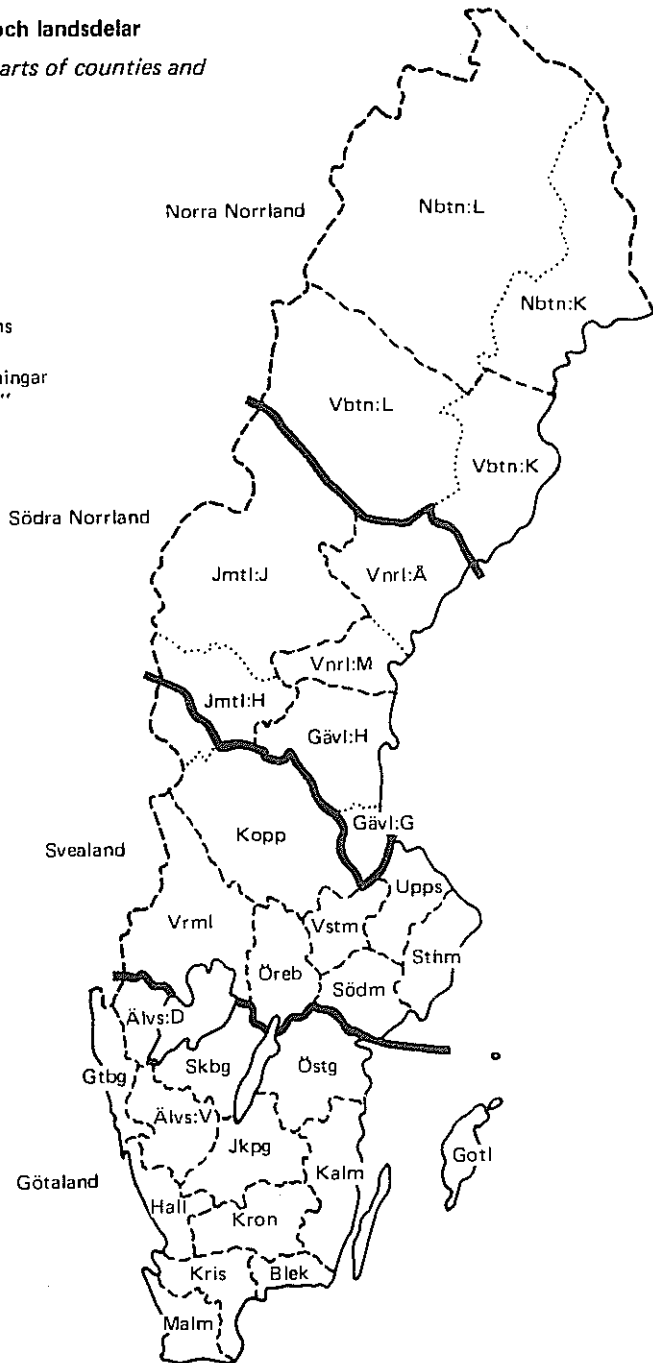 och landsdelar
arts of counties and
Norra Norrland
Nbtn:L
Nbtn:K
ns
ningar
"
Vbtn:L
Vbtn:K
Södra Norrland
Jmtl:J
Vnrl:Å
Vnrl:M
Jmtl:H
Gävl:H
Gävl:G
Kopp
Svealand
Upps
Vrml
Vstm
Sthm
Öreb
Södm
Älvs:D
Skbg
Östg
Gtbg
Älvs:V
Jkpg
Kalm
Gotl
Götaland
Hall
Kron
Kris
Blek
Malm